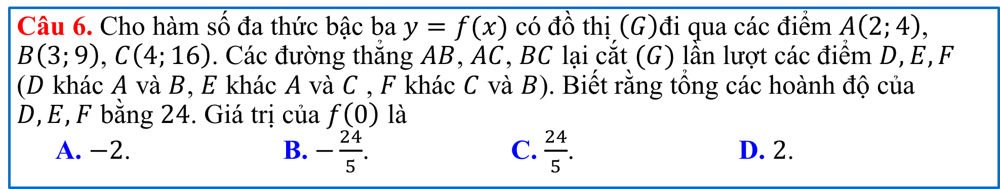 Câu 6. Cho hàm số đa thức bậc ba y = f(x) có đồ thị (G)đi qua các điểm A(2; 4),
B(3; 9), C(4; 16). Các đường thẳng AB, AC, BC lại cắt (G) lần lượt các điểm D, E, F
(D khác A và B, E khác A và C , F khác C và B). Biết rằng tổng các hoành độ của
D, E, F bằng 24. Giá trị của f(0) là
A. −2. B. −24/5. C. 24/5. D. 2.